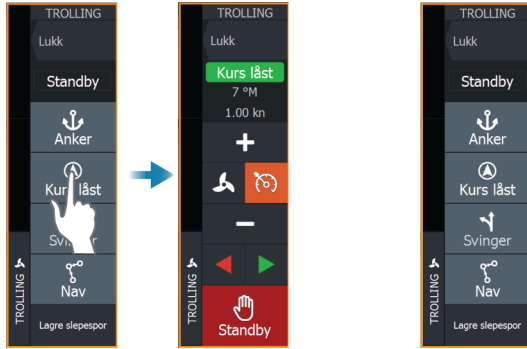 TROLLING
Lukk
Standby
Anker
Kurs låst
Nav
Lagre slepespor
TROLLING
TROLLING
Lukk
Kurs låst
7 °M
1.00 kn
+
−
Standby
TROLLING
TROLLING
Lukk
Standby
Anker
Kurs låst
Svinger
Nav
Lagre slepespor
TROLLING